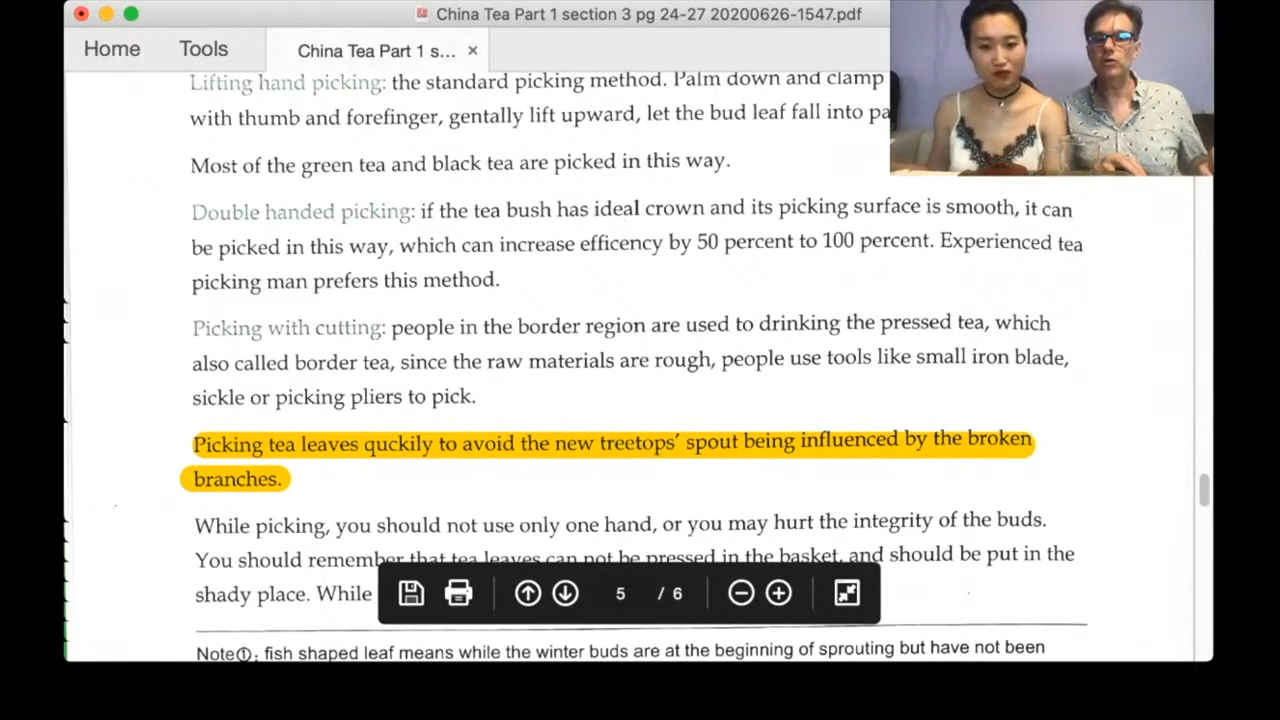 China Tea Part 1 section 3 pg 24-27 20200626-1547.pdf
Home Tools China Tea Part 1 s... ×
Lifting hand picking: the standard picking method. Palm down and clamp
with thumb and forefinger, gentally lift upward, let the bud leaf fall into
Most of the green tea and black tea are picked in this way.
Double handed picking: if the tea bush has ideal crown and its picking surface is smooth, it can
be picked in this way, which can increase efficency by 50 percent to 100 percent. Experienced tea
picking man prefers this method.
Picking with cutting: people in the border region are used to drinking the pressed tea, which
also called border tea, since the raw materials are rough, people use tools like small iron blade,
sickle or picking pliers to pick.
Picking tea leaves quckily to avoid the new treetops' spout being influenced by the broken
branches.
While picking, you should not use only one hand, or you may hurt the integrity of the buds.
You should remember that tea leaves can not be pressed in the basket, and should be put in the
shady place. While
5 / 6
Note①: fish shaped leaf means while the winter buds are at the beginning of sprouting but have not been